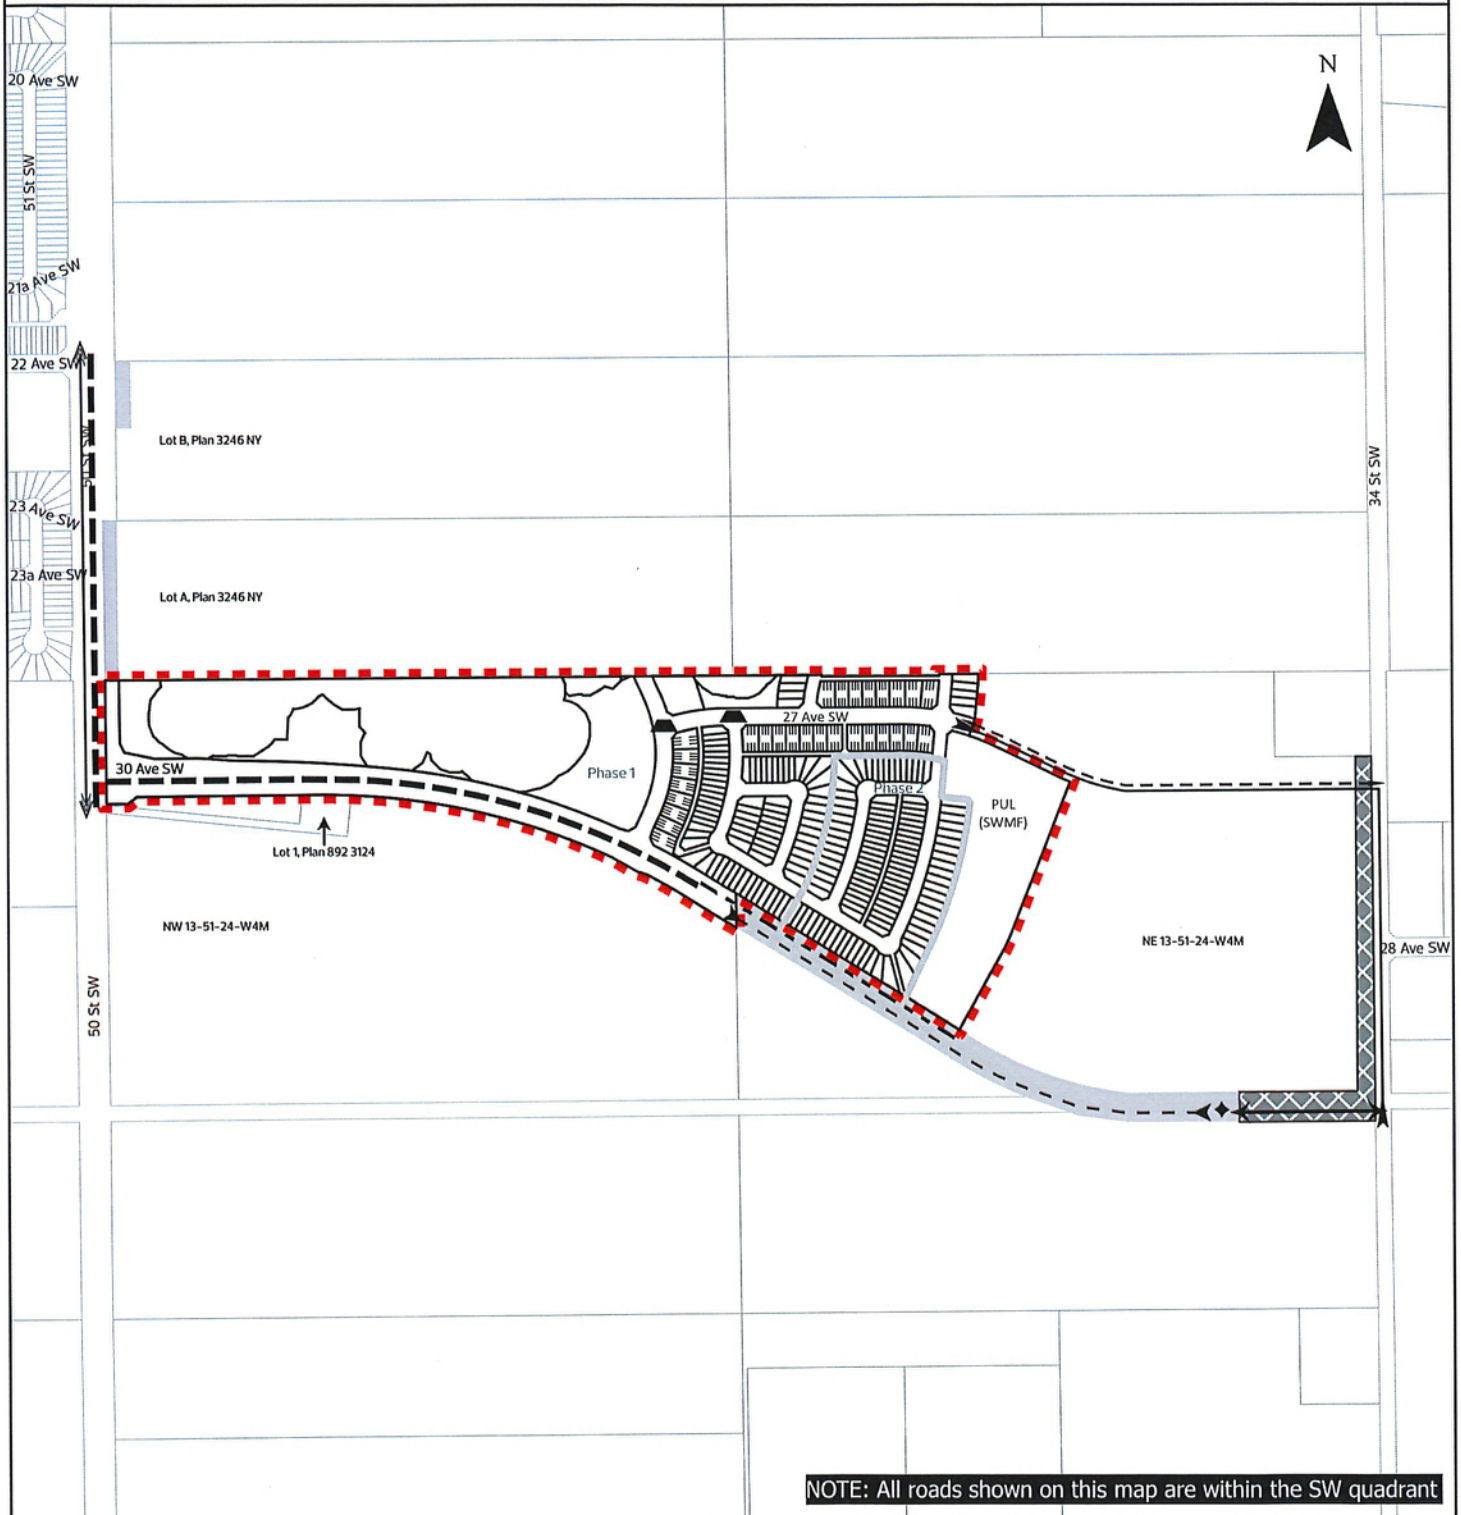 N
20 Ave SW
51 St SW
21a Ave SW
22 Ave SW
50 St SW
Lot B, Plan 3246 NY
34 St SW
23 Ave SW
23a Ave SW
Lot A, Plan 3246 NY
27 Ave SW
30 Ave SW
Phase 1
Phase 2
PUL
(SWMF)
Lot 1, Plan 892 3124
NW 13-51-24-W4M
NE 13-51-24-W4M
28 Ave SW
50 St SW
NOTE: All roads shown on this map are within the SW quadrant